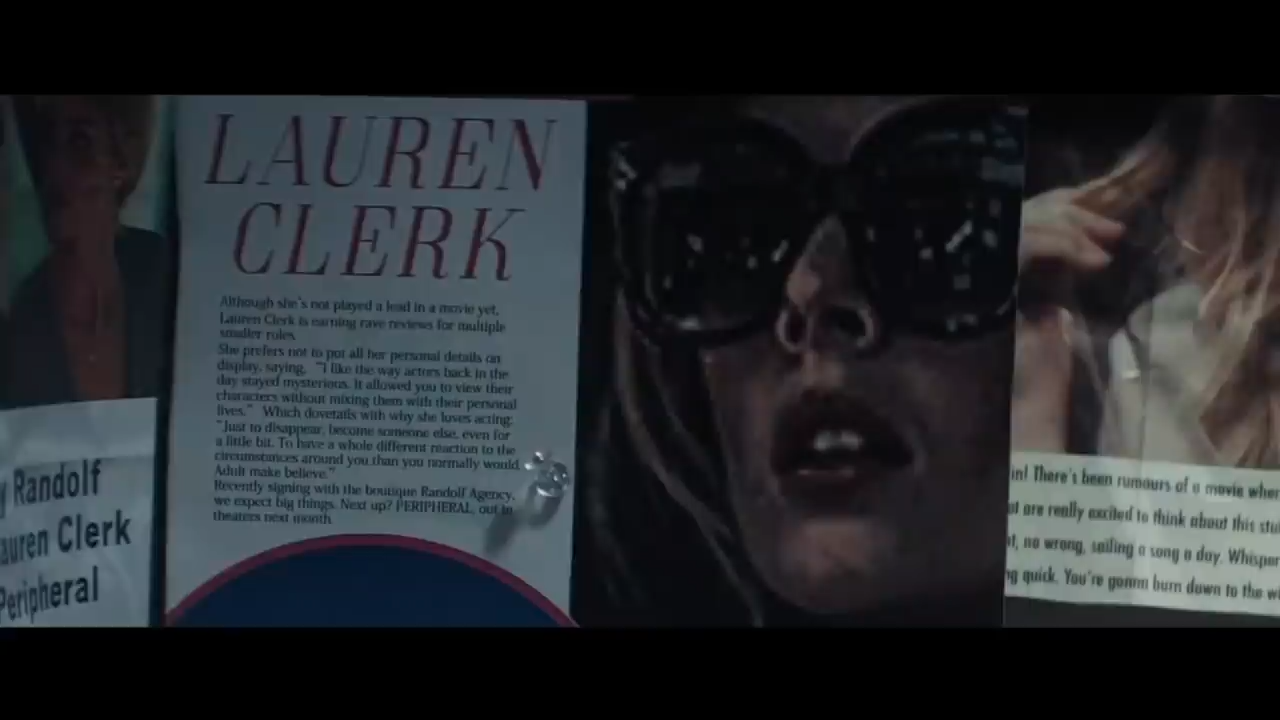 LAUREN
CLERK
Although she's not played a lead in a movie yet,
Lauren Clerk is earning rave reviews for multiple
smaller roles.
She prefers not to put all her personal details on
display, saying, "I like the way actors back in the
day stayed mysterious. It allowed you to view their
characters without mixing them with their personal
lives." Which dovetails with why she loves acting:
"Just to disappear, become someone else, even for
a little bit. To have a whole different reaction to the
circumstances around you than you normally would.
Adult make believe."
Recently signing with the boutique Randolf Agency,
we expect big things. Next up? PERIPHERAL, out in
theaters next month.
y Randolf
auren Clerk
Peripheral
in! There's been rumours of a movie wher
ot are really excited to think about this stu
no wrong, sailing a song a day. Whisper
ng quick. You're gonna burn down to the wi